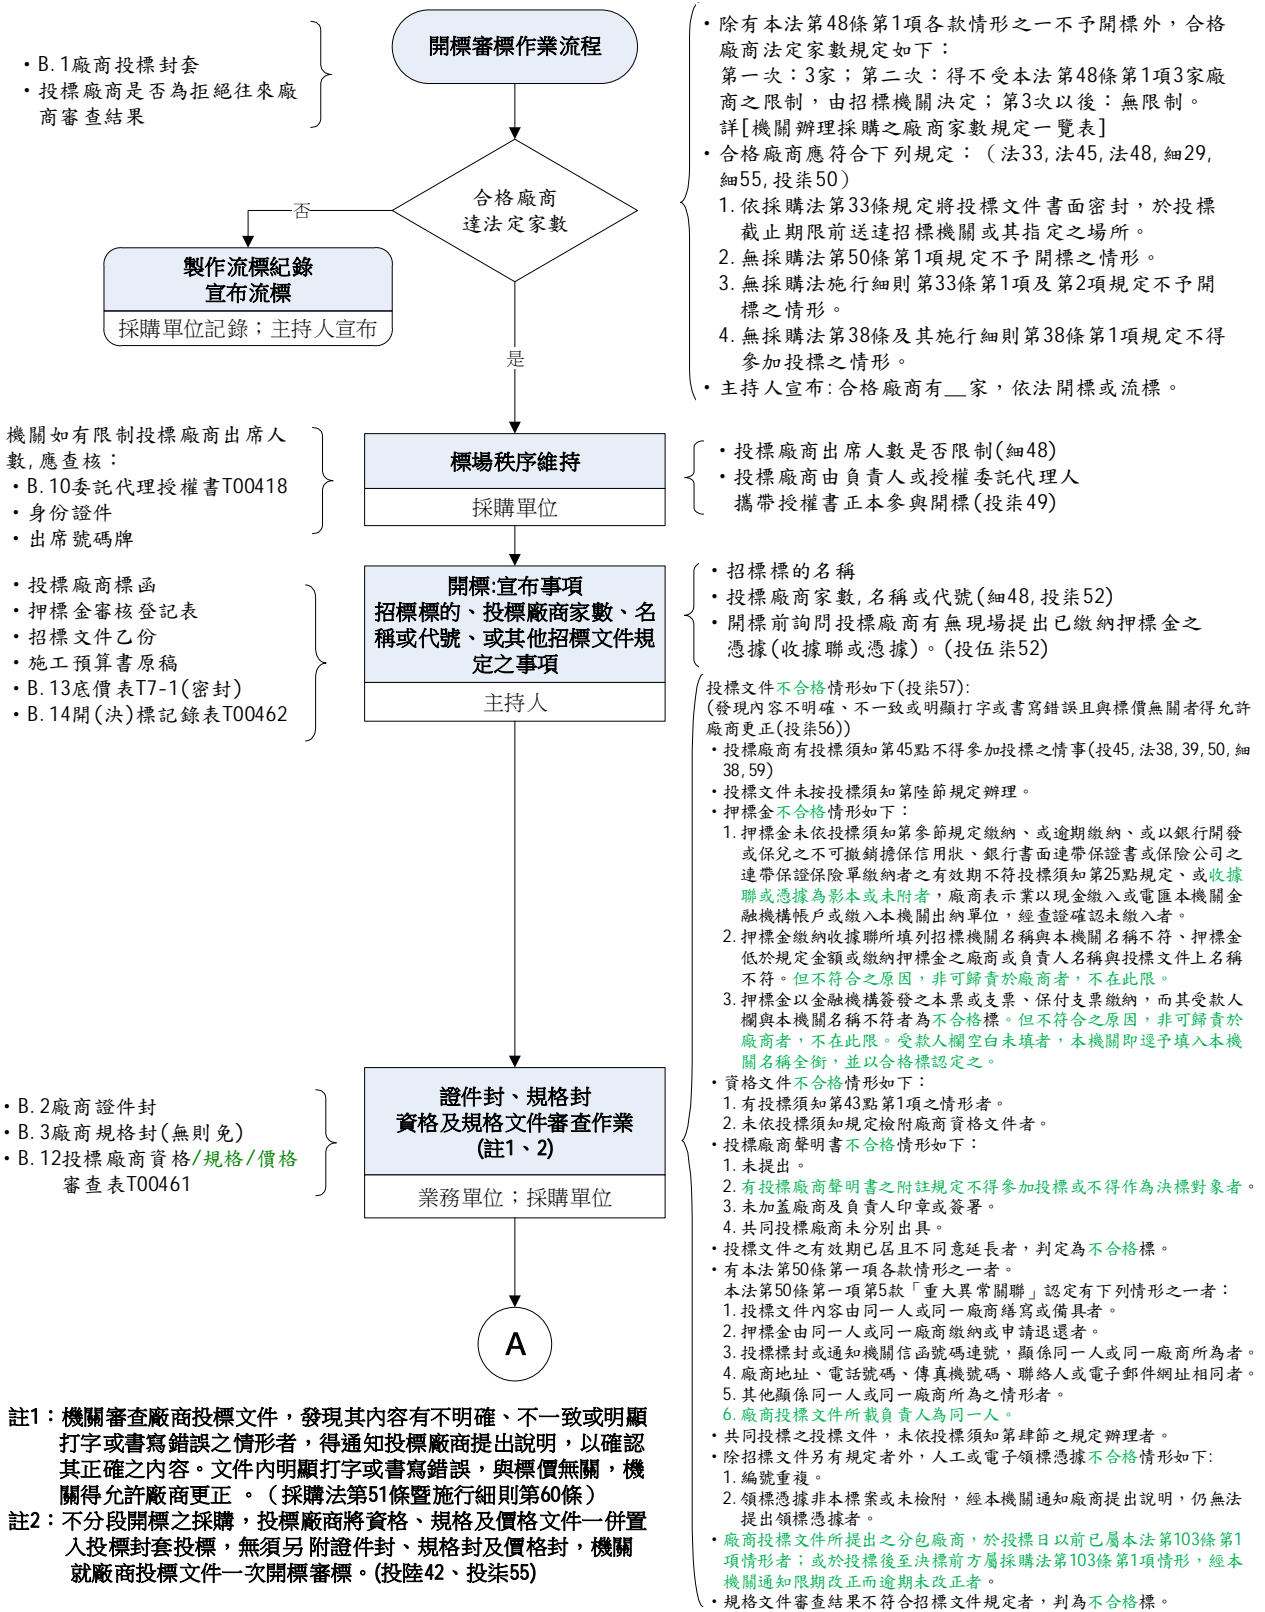 開標審標作業流程
・B.1廠商投標封套
・投標廠商是否為拒絕往來廠
商審查結果
・除有本法第48條第1項各款情形之一不予開標外，合格
廠商法定家數規定如下：
第一次：3家；第二次：得不受本法第48條第1項3家廠
商之限制，由招標機關決定；第3次以後：無限制。
詳[機關辦理採購之廠商家數規定一覽表]
・合格廠商應符合下列規定：（法33,法45,法48,細29,
細55,投柒50）
1.依採購法第33條規定將投標文件書面密封，於投標
截止期限前送達招標機關或其指定之場所。
2.無採購法第50條第1項規定不予開標之情形。
3.無採購法施行細則第33條第1項及第2項規定不予開
標之情形。
4.無採購法第38條及其施行細則第38條第1項規定不得
參加投標之情形。
・主持人宣布:合格廠商有__家，依法開標或流標。
合格廠商
達法定家數
否
製作流標紀錄
宣布流標
採購單位記錄；主持人宣布
是
機關如有限制投標廠商出席人
數,應查核：
・B.10委託代理授權書T00418
・身份證件
・出席號碼牌
標場秩序維持
採購單位
・投標廠商出席人數是否限制(細48)
・投標廠商由負責人或授權委託代理人
攜帶授權書正本參與開標(投柒49)
・投標廠商標函
・押標金審核登記表
・招標文件乙份
・施工預算書原稿
・B.13底價表T7-1(密封)
・B.14開(決)標記錄表T00462
開標:宣布事項
招標標的、投標廠商家數、名
稱或代號、或其他招標文件規
定之事項
主持人
・招標標的名稱
・投標廠商家數,名稱或代號(細48,投柒52)
・開標前詢問投標廠商有無現場提出已繳納押標金之
憑據(收據聯或憑據)。(投伍柒52)
投標文件不合格情形如下(投柒57):
(發現內容不明確、不一致或明顯打字或書寫錯誤且與標價無關者得允許
廠商更正(投柒56))
・投標廠商有投標須知第45點不得參加投標之情事(投45,法38,39,50,細
38,59)
・投標文件未按投標須知第陸節規定辦理。
・押標金不合格情形如下：
1.押標金未依投標須知第參節規定繳納、或逾期繳納、或以銀行開發
或保兌之不可撤銷擔保信用狀、銀行書面連帶保證書或保險公司之
連帶保證保險單繳納者之有效期不符投標須知第25點規定、或收據
聯或憑據為影本或未附者，廠商表示業以現金繳入或電匯本機關金
融機構帳戶或繳入本機關出納單位，經查證確認未繳入者。
2.押標金繳納收據聯所填列招標機關名稱與本機關名稱不符、押標金
低於規定金額或繳納押標金之廠商或負責人名稱與投標文件上名稱
不符。但不符合之原因，非可歸責於廠商者，不在此限。
3.押標金以金融機構簽發之本票或支票、保付支票繳納，而其受款人
欄與本機關名稱不符者為不合格標。但不符合之原因，非可歸責於
廠商者，不在此限。受款人欄空白未填者，本機關即逕予填入本機
關名稱全銜，並以合格標認定之。
・資格文件不合格情形如下：
1.有投標須知第43點第1項之情形者。
2.未依投標須知規定檢附廠商資格文件者。
・投標廠商聲明書不合格情形如下：
1.未提出。
2.有投標廠商聲明書之附註規定不得參加投標或不得作為決標對象者。
3.未加蓋廠商及負責人印章或簽署。
4.共同投標廠商未分別出具。
・投標文件之有效期已屆且不同意延長者，判定為不合格標。
・有本法第50條第一項各款情形之一者。
本法第50條第一項第5款「重大異常關聯」認定有下列情形之一者：
1.投標文件內容由同一人或同一廠商繕寫或備具者。
2.押標金由同一人或同一廠商繳納或申請退還者。
3.投標標封或通知機關信函號碼連號，顯係同一人或同一廠商所為者。
4.廠商地址、電話號碼、傳真機號碼、聯絡人或電子郵件網址相同者。
5.其他顯係同一人或同一廠商所為之情形者。
6.廠商投標文件所載負責人為同一人。
・共同投標之投標文件，未依投標須知第肆節之規定辦理者。
・除招標文件另有規定者外，人工或電子領標憑據不合格情形如下:
1.編號重複。
2.領標憑據非本標案或未檢附，經本機關通知廠商提出說明，仍無法
提出領標憑據者。
・廠商投標文件所提出之分包廠商，於投標日以前已屬本法第103條第1
項情形者；或於投標後至決標前方屬採購法第103條第1項情形，經本
機關通知限期改正而逾期未改正者。
・規格文件審查結果不符合招標文件規定者，判為不合格標。
・B.2廠商證件封
・B.3廠商規格封(無則免)
・B.12投標廠商資格/規格/價格
審查表T00461
證件封、規格封
資格及規格文件審查作業
(註1、2)
業務單位；採購單位
A
註1：機關審查廠商投標文件，發現其內容有不明確、不一致或明顯
打字或書寫錯誤之情形者，得通知投標廠商提出說明，以確認
其正確之內容。文件內明顯打字或書寫錯誤，與標價無關，機
關得允許廠商更正 。（採購法第51條暨施行細則第60條）
註2：不分段開標之採購，投標廠商將資格、規格及價格文件一併置
入投標封套投標，無須另 附證件封、規格封及價格封，機關
就廠商投標文件一次開標審標。(投陸42、投柒55)